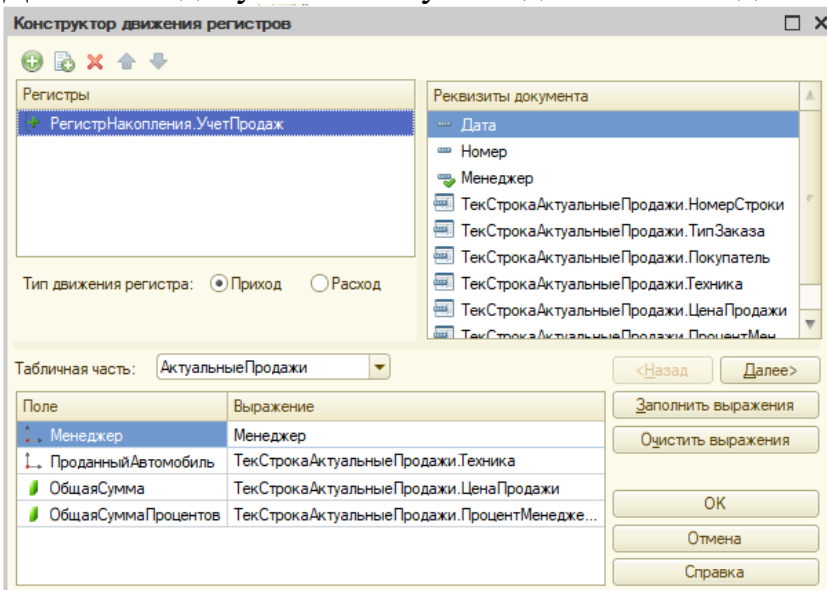 Конструктор движения регистров
Регистры
РегистрНакопления.УчетПродаж
Тип движения регистра: Приход Расход
Реквизиты документа
Дата
Номер
Менеджер
ТекСтрокаАктуальныеПродажи.НомерСтроки
ТекСтрокаАктуальныеПродажи.ТипЗаказа
ТекСтрокаАктуальныеПродажи.Покупатель
ТекСтрокаАктуальныеПродажи.Техника
ТекСтрокаАктуальныеПродажи.ЦенаПродажи
ТекСтрокаАктуальныеПродажи.ПроцентМен...
Табличная часть: АктуальныеПродажи
<Назад Далее>
Поле Выражение
Менеджер Менеджер
ПроданныйАвтомобиль ТекСтрокаАктуальныеПродажи.Техника
ОбщаяСумма ТекСтрокаАктуальныеПродажи.ЦенаПродажи
ОбщаяСуммаПроцентов ТекСтрокаАктуальныеПродажи.ПроцентМенедже...
Заполнить выражения
Очистить выражения
ОК
Отмена
Справка